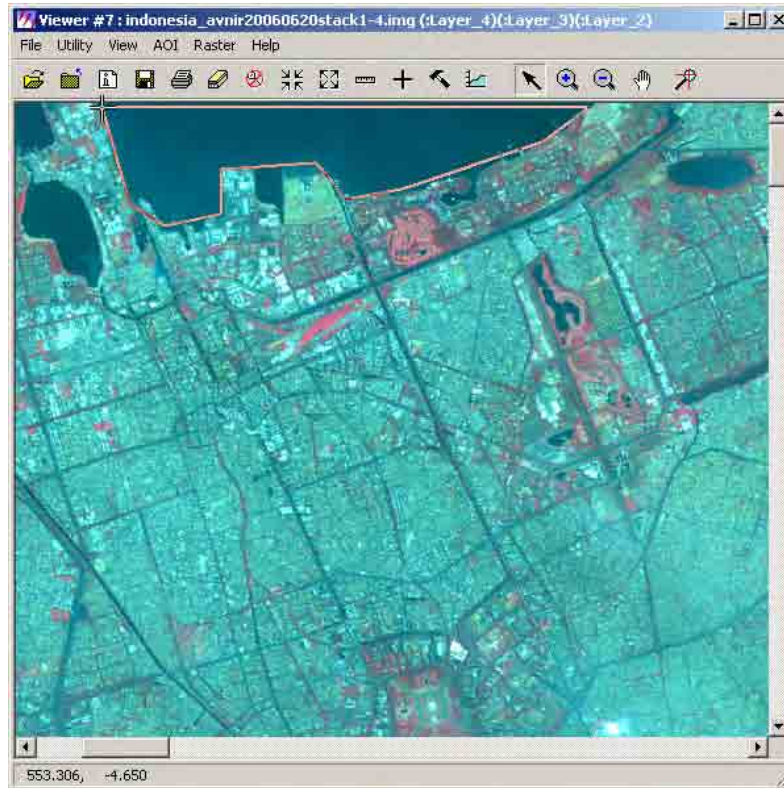 Viewer #7 : indonesia_avnir20060620stack1-4.img (:Layer_4)(:Layer_3)(:Layer_2)
File Utility View AOI Raster Help
553.306, -4.650